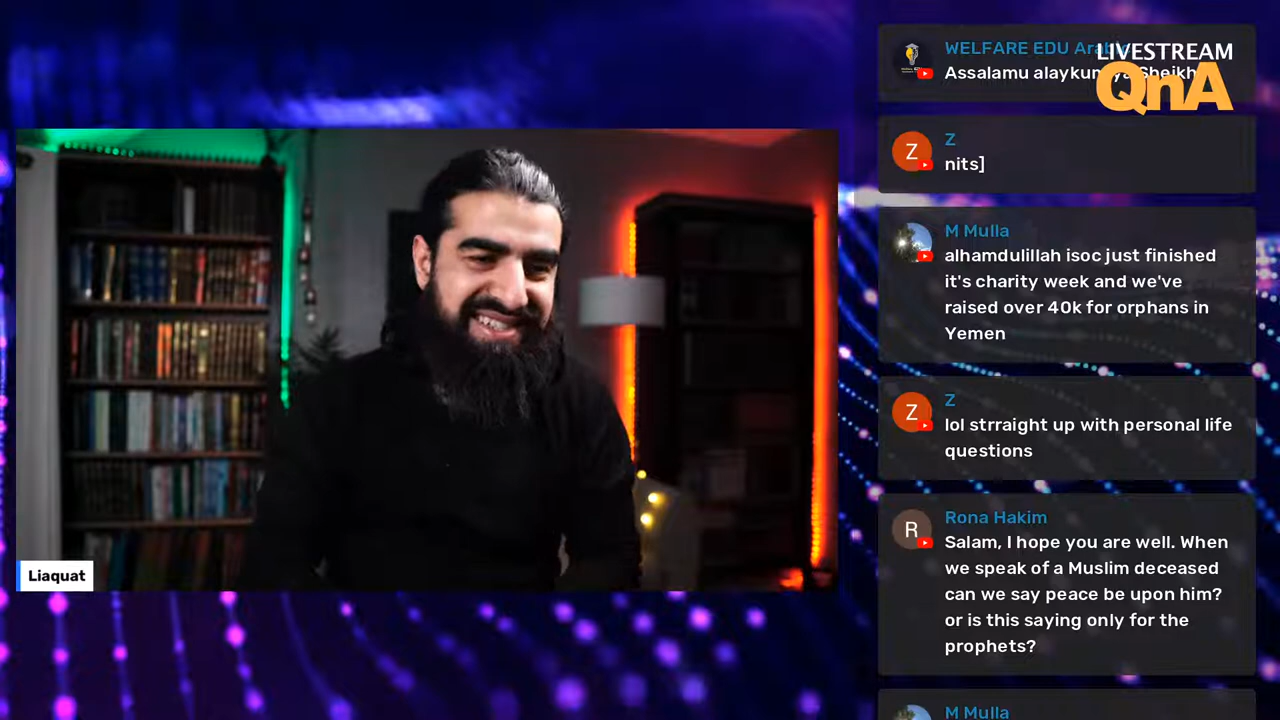 WELFARE EDU
LIVESTREAM
QnA
Assalamu alaykum ya Sheikh
Z
Z
nits]
M Mulla
alhamdulillah isoc just finished
it's charity week and we've
raised over 40k for orphans in
Yemen
Z
Z
lol strraight up with personal life
questions
R
Rona Hakim
Salam, I hope you are well. When
we speak of a Muslim deceased
can we say peace be upon him?
or is this saying only for the
prophets?
M Mulla
Liaquat